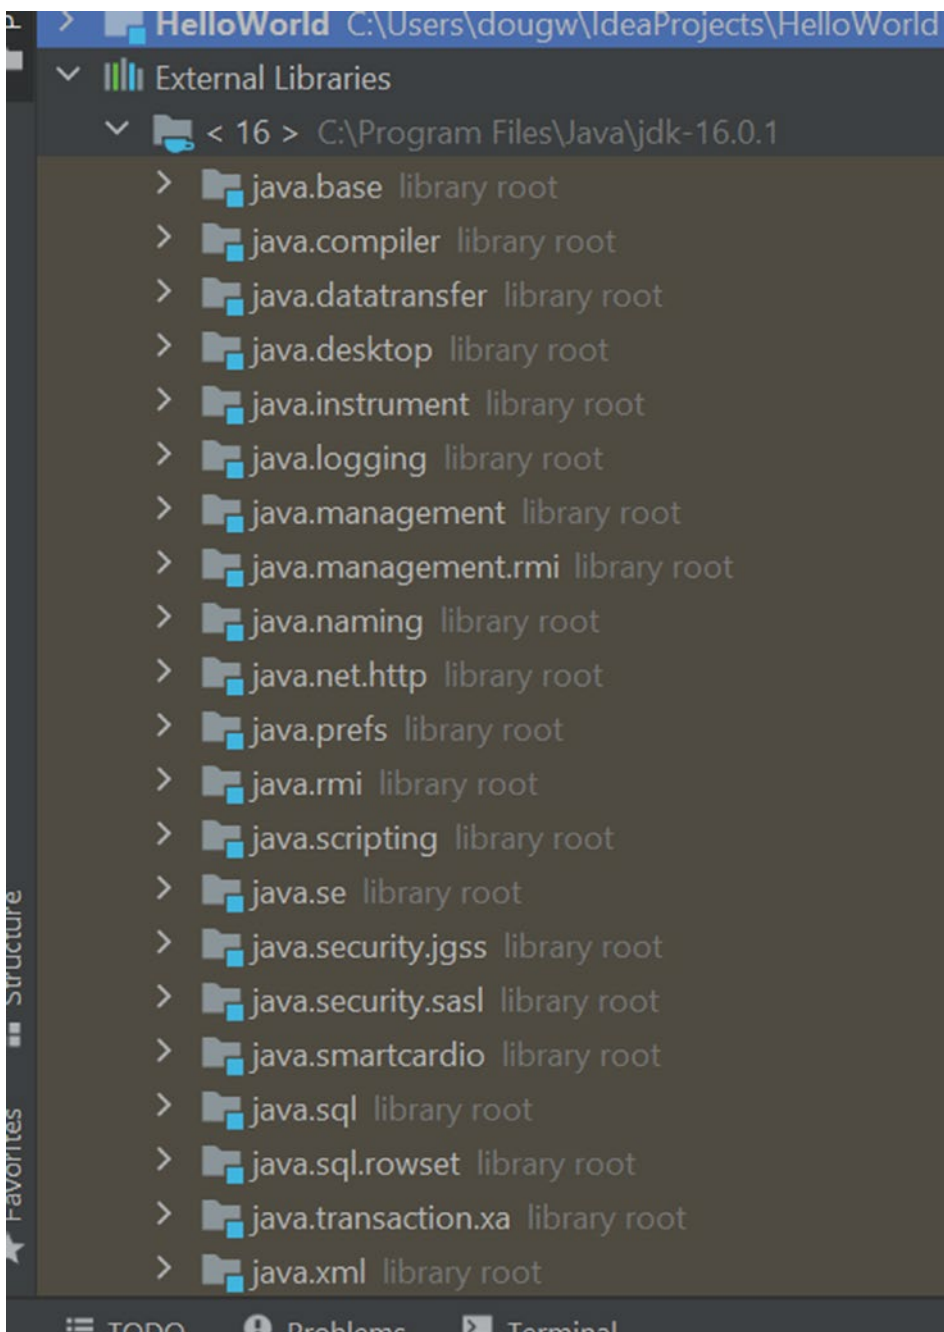 HelloWorld C:\Users\dougw\IdeaProjects\HelloWorld
External Libraries
< 16 > C:\Program Files\Java\jdk-16.0.1
java.base library root
java.compiler library root
java.datatransfer library root
java.desktop library root
java.instrument library root
java.logging library root
java.management library root
java.management.rmi library root
java.naming library root
java.net.http library root
java.prefs library root
java.rmi library root
java.scripting library root
java.se library root
java.security.jgss library root
java.security.sasl library root
java.smartcardio library root
java.sql library root
java.sql.rowset library root
java.transaction.xa library root
java.xml library root
Structure
Favorites
TODO Problems Terminal